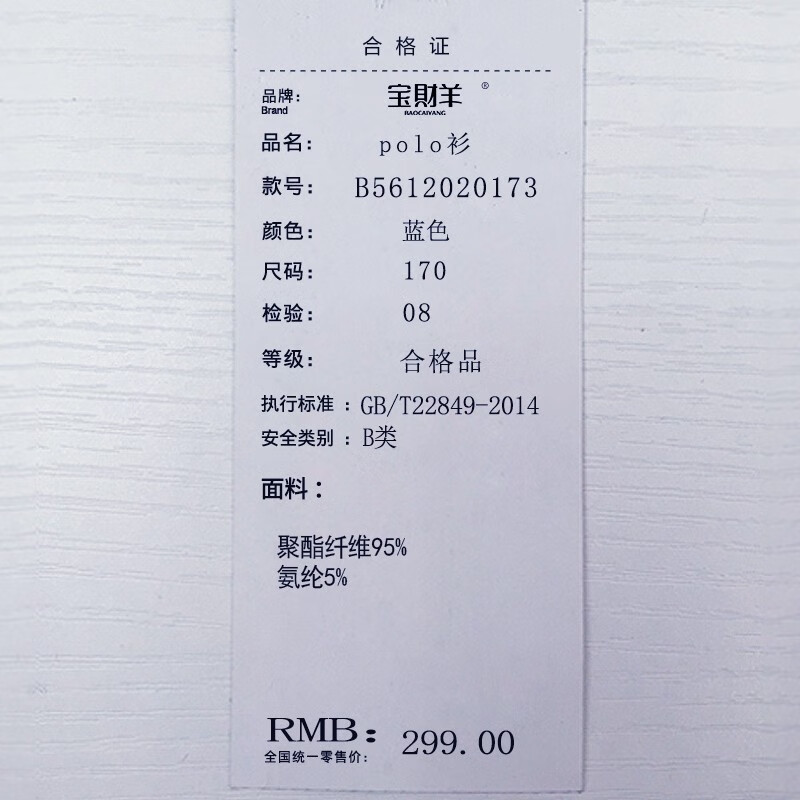 合格证
品牌： 宝財羊®
Brand BAOCAIYANG
品名： polo衫
款号： B5612020173
颜色： 蓝色
尺码： 170
检验： 08
等级： 合格品
执行标准 ：GB/T22849-2014
安全类别 ：B类
面料：
聚酯纤维95%
氨纶5%
RMB： 299.00
全国统一零售价：